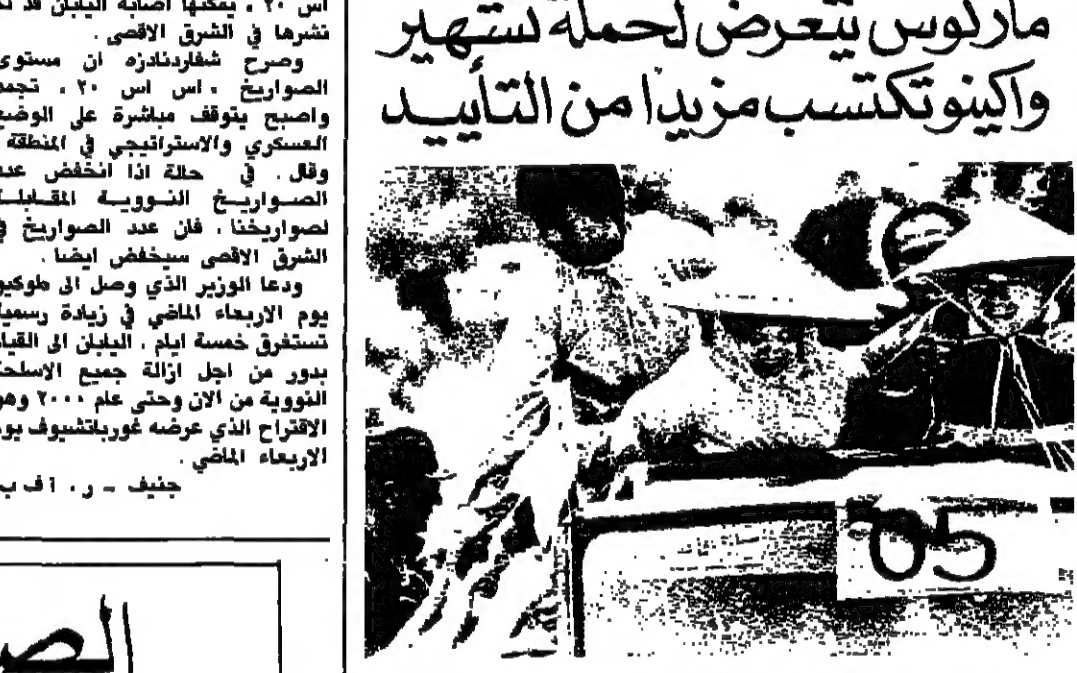 ماركوس يتعرض لحملة تشهير
واكينو تكتسب مزيدا من التأييد
05
اس ٢٠ ، يمكنها اصابة اليابان قد
نشرها في الشرق الاقصى .
وصرح شفاردنادزه ان مستوى
الصواريخ ، اس اس ٢٠ ، تجمد
واصبح يتوقف مباشرة على الوضع
العسكري والاستراتيجي في المنطقة
وقال . في حالة اذا انخفض عدد
الصواريخ النووية المقابلة
لصواريخنا ، فان عدد الصواريخ في
الشرق الاقصى سيخفض ايضا .
ودعا الوزير الذي وصل الى طوكيو
يوم الاربعاء الماضي في زيادة رسمية
تستغرق خمسة ايام ، اليابان الى القيام
بدور من اجل ازالة جميع الاسلحة
النووية من الان وحتى عام ٢٠٠٠ وهو
الاقتراح الذي عرضه غورباتشيوف يوم
الاربعاء الماضي .
جنيف - ر . اف ب